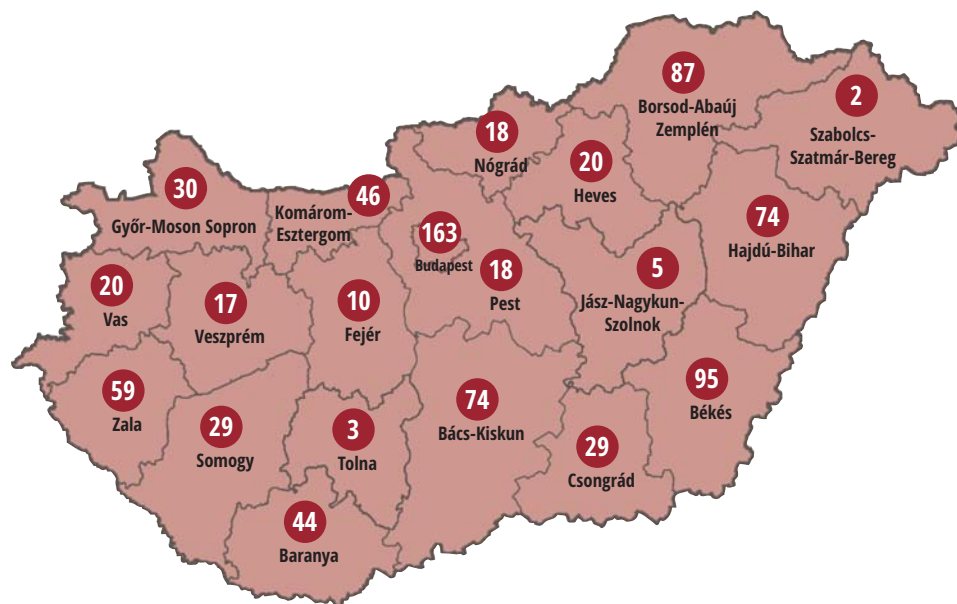 87
Borsod-Abaúj
Zemplén
2
Szabolcs-
Szatmár-Bereg
18
Nógrád
20
Heves
30
Győr-Moson Sopron
46
Komárom-
Esztergom
163
Budapest
18
Pest
74
Hajdú-Bihar
5
Jász-Nagykun-
Szolnok
20
Vas
17
Veszprém
10
Fejér
59
Zala
29
Somogy
3
Tolna
74
Bács-Kiskun
95
Békés
29
Csongrád
44
Baranya